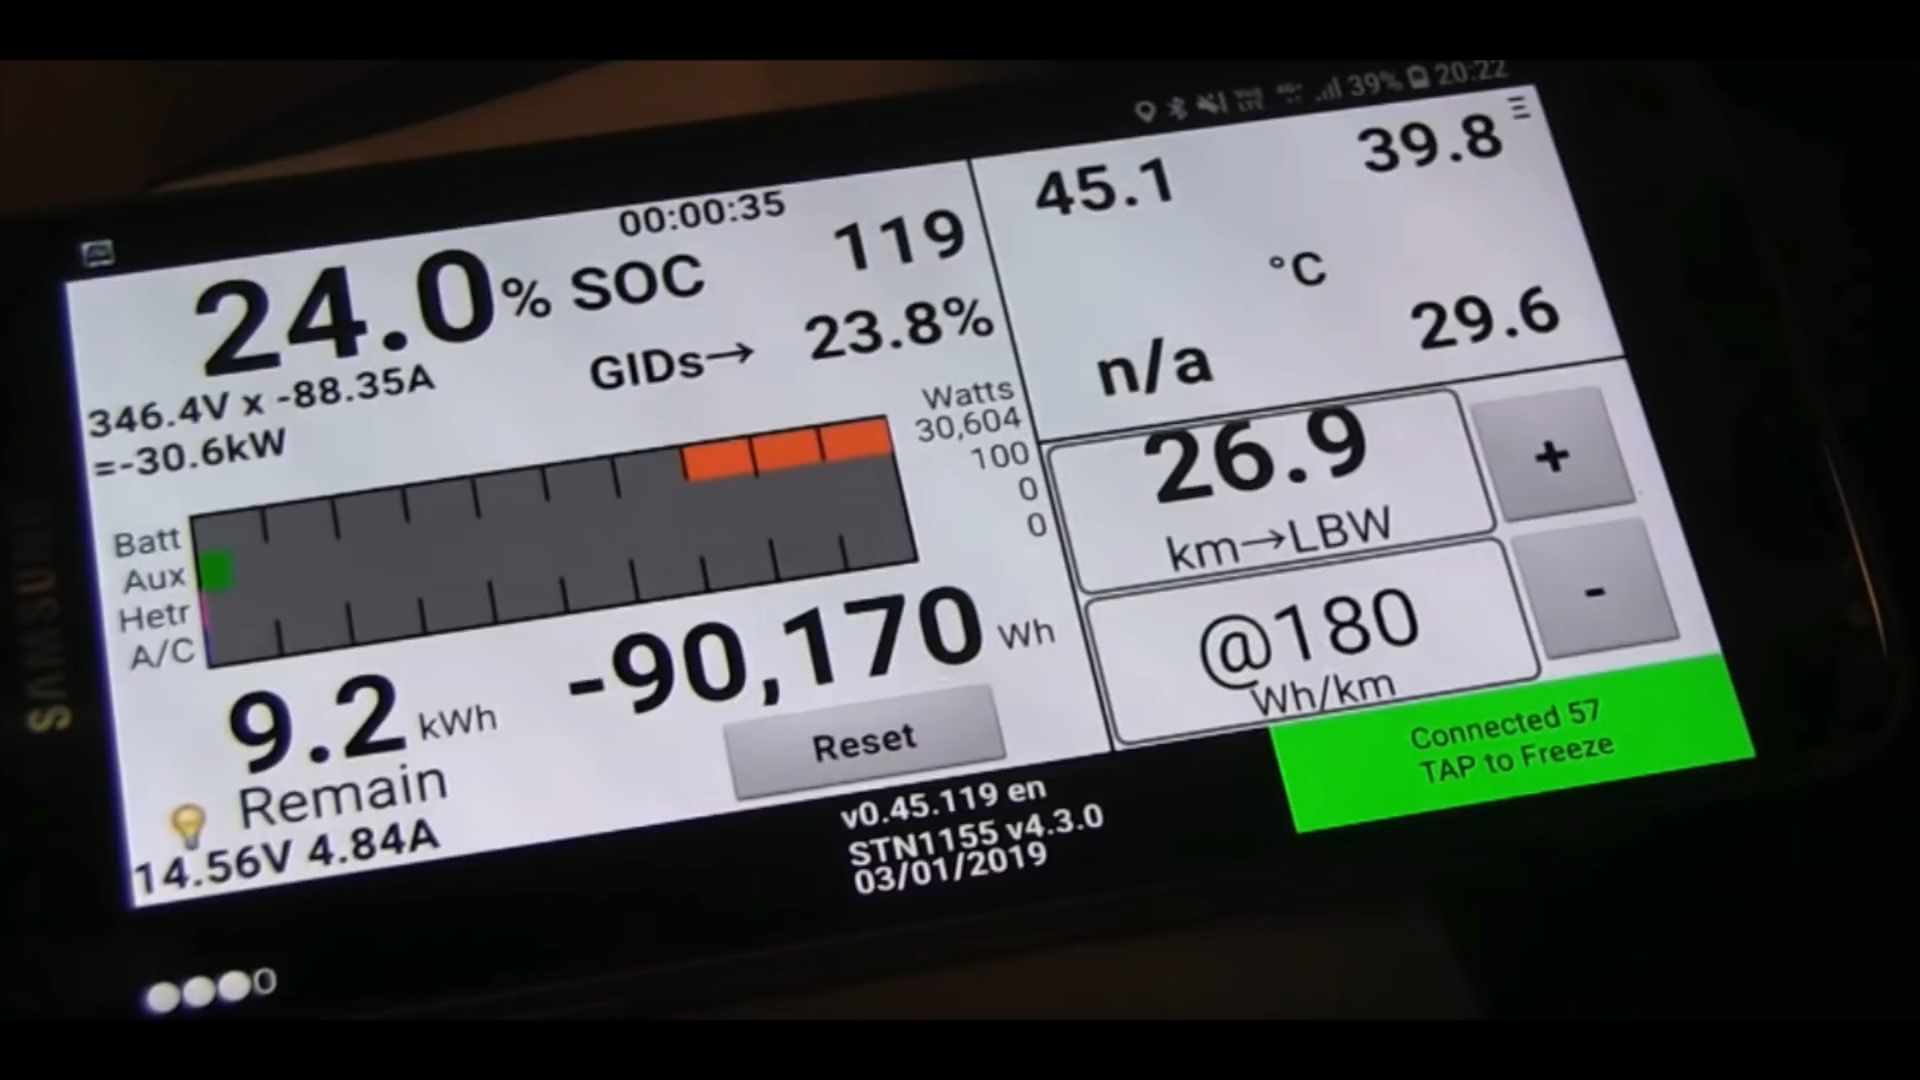 39% 20:22
00:00:35
24.0% SOC
119
GIDs→ 23.8%
346.4V x -88.35A
=-30.6kW
Watts
30,604
100
0
0
Batt
Aux
Hetr
A/C
9.2 kWh
Remain
-90,170 Wh
Reset
14.56V 4.84A
45.1
39.8
°C
n/a
29.6
26.9
km→LBW
+
@180
Wh/km
-
Connected 57
TAP to Freeze
v0.45.119 en
STN1155 v4.3.0
03/01/2019
SAMSUNG